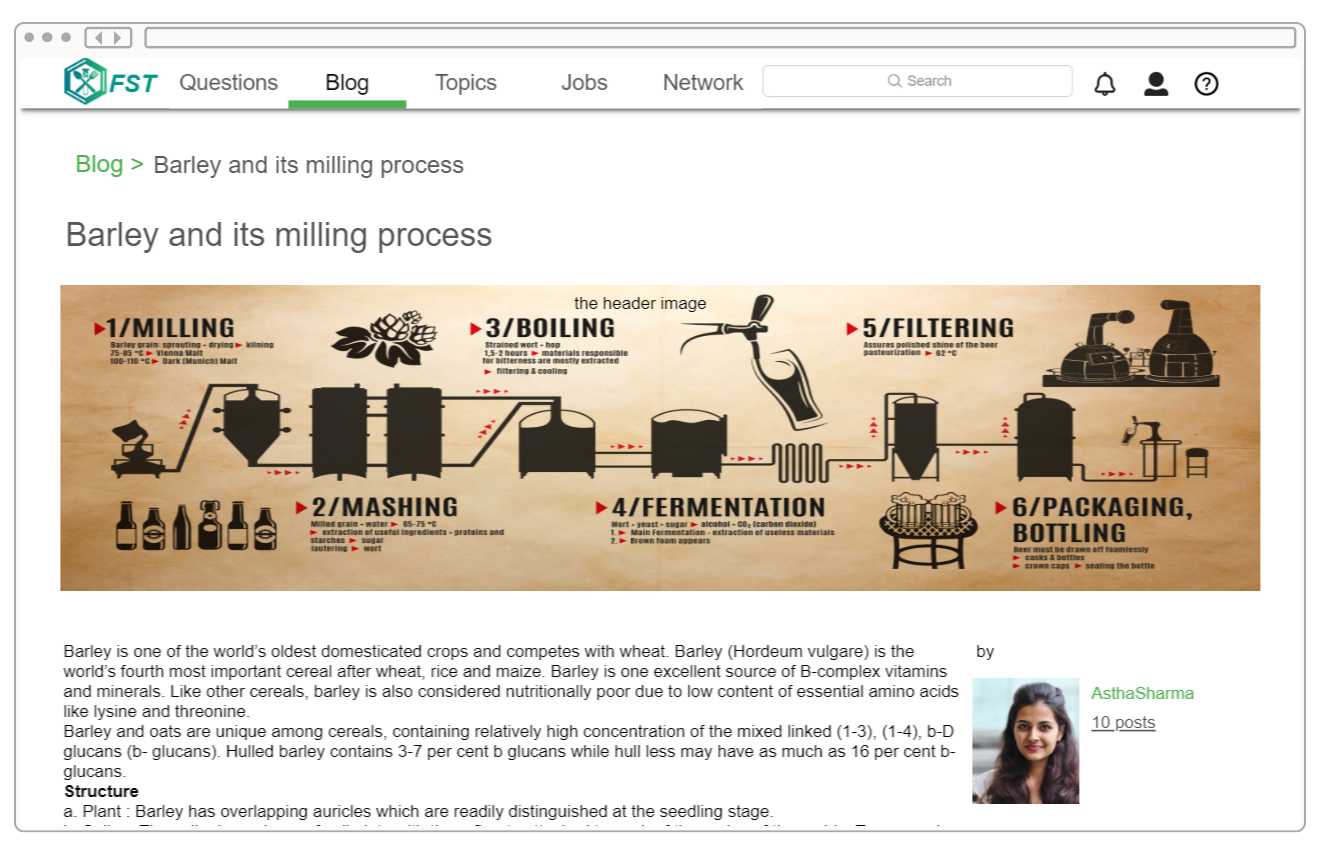 FST Questions Blog Topics Jobs Network Search
Blog > Barley and its milling process
Barley and its milling process
the header image
1/MILLING
Barley grain: sprouting - drying ► kilning
75-85 °C ► Vienna Malt
100-110 °C ► Dark (Munich) Malt
3/BOILING
Strained wort - hop
1,5-2 hours ► materials responsible
for bitterness are mostly extracted
► filtering & cooling
5/FILTERING
Assures polished shine of the beer
pasteurization ► 62 °C
2/MASHING
Milled grain - water ► 65-75 °C
► extraction of useful ingredients - proteins and
starches ► sugar
lautering ► wort
4/FERMENTATION
Wort - yeast - sugar ► alcohol - CO₂ (carbon dioxide)
1. ► Main Fermentation - extraction of useless materials
2. ► Brown foam appears
6/PACKAGING,
BOTTLING
Beer must be drawn off foamlessly
► casks & bottles
► crown caps ► sealing the bottle
Barley is one of the world’s oldest domesticated crops and competes with wheat. Barley (Hordeum vulgare) is the
world’s fourth most important cereal after wheat, rice and maize. Barley is one excellent source of B-complex vitamins
and minerals. Like other cereals, barley is also considered nutritionally poor due to low content of essential amino acids
like lysine and threonine.
Barley and oats are unique among cereals, containing relatively high concentration of the mixed linked (1-3), (1-4), b-D
glucans (b- glucans). Hulled barley contains 3-7 per cent b glucans while hull less may have as much as 16 per cent b-
glucans.
Structure
a. Plant : Barley has overlapping auricles which are readily distinguished at the seedling stage.
by
AsthaSharma
10 posts